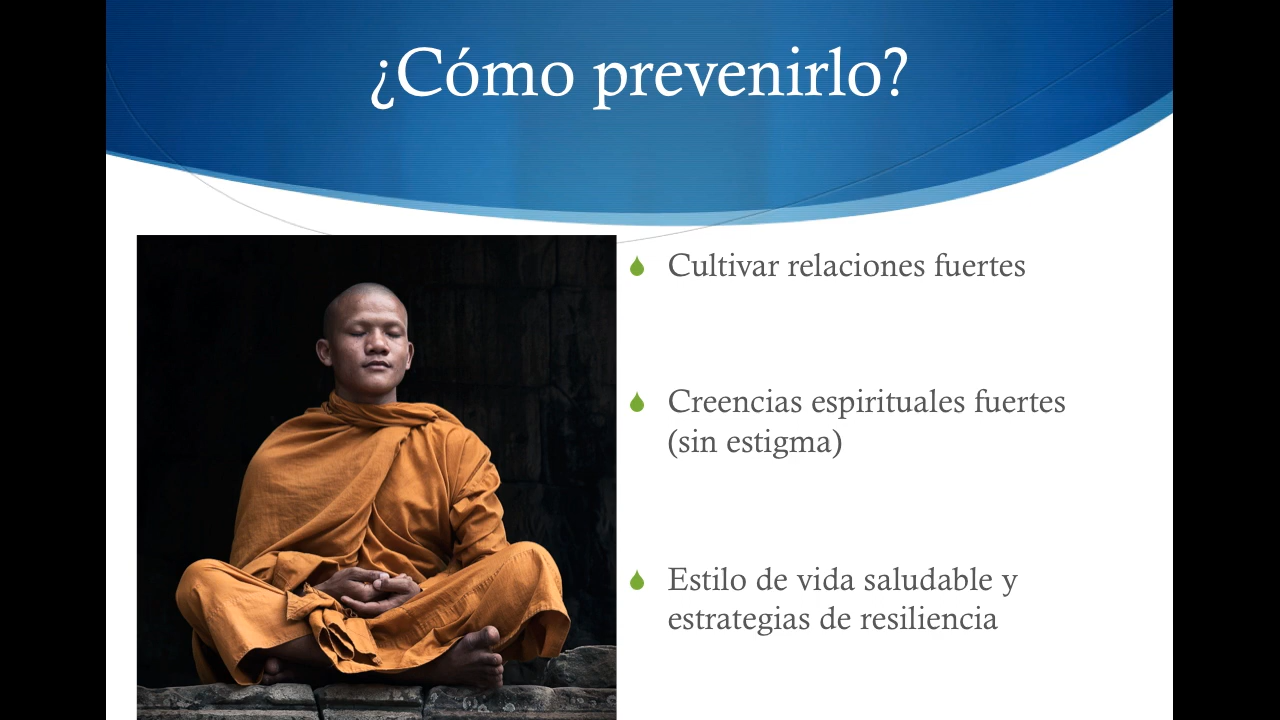 ¿Cómo prevenirlo?
Cultivar relaciones fuertes
Creencias espirituales fuertes
(sin estigma)
Estilo de vida saludable y
estrategias de resiliencia